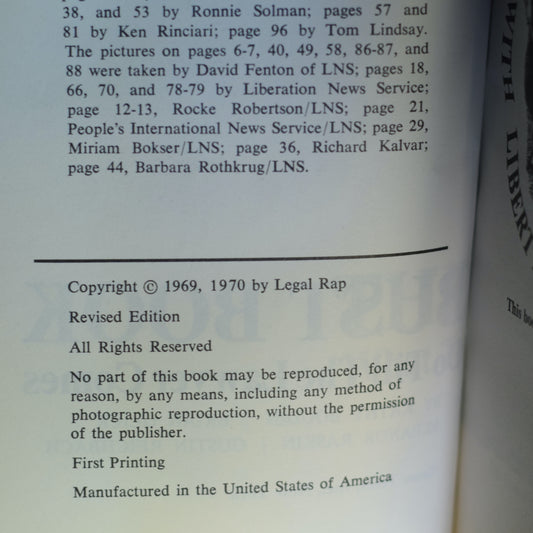 38, and 53 by Ronnie Solman; pages 57 and
81 by Ken Rinciari; page 96 by Tom Lindsay.
The pictures on pages 6-7, 40, 49, 58, 86-87, and
88 were taken by David Fenton of LNS; pages 18,
66, 70, and 78-79 by Liberation News Service;
page 12-13, Rocke Robertson/LNS; page 21,
People's International News Service/LNS; page 29,
Miriam Bokser/LNS; page 36, Richard Kalvar;
page 44, Barbara Rothkrug/LNS.
Copyright © 1969, 1970 by Legal Rap
Revised Edition
All Rights Reserved
No part of this book may be reproduced, for any
reason, by any means, including any method of
photographic reproduction, without the permission
of the publisher.
First Printing
Manufactured in the United States of America
WITH LIBERT
This boo